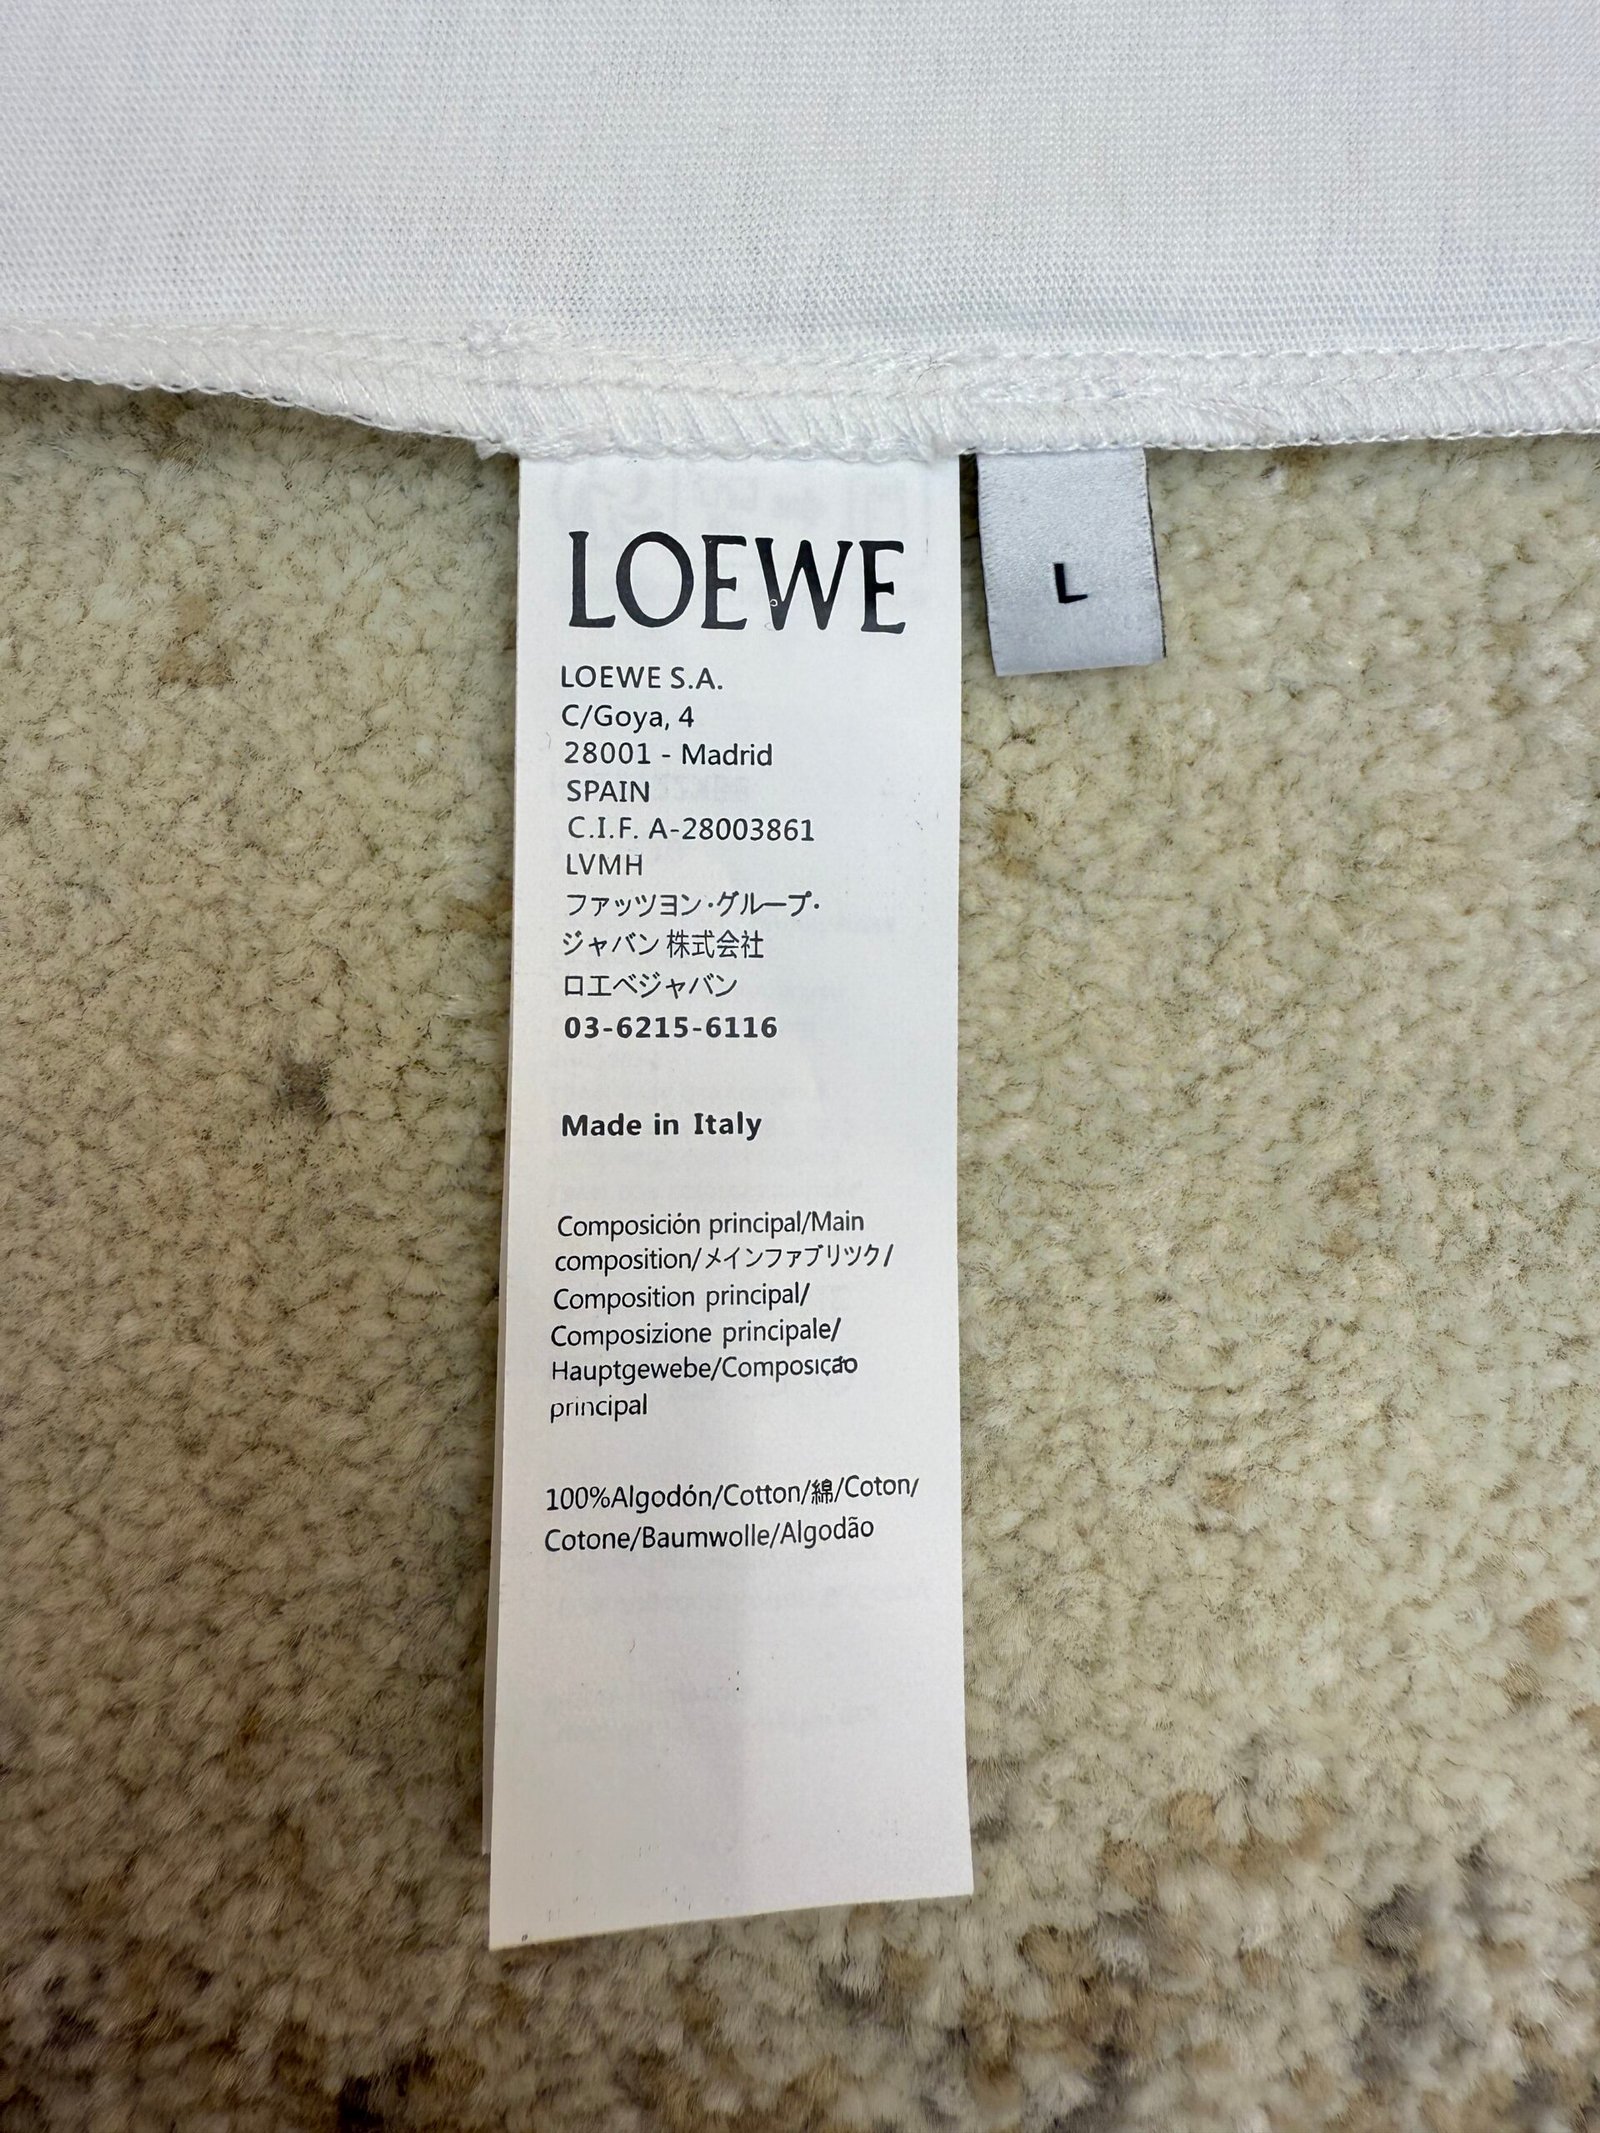 LOEWE
L
LOEWE S.A.
C/Goya, 4
28001 - Madrid
SPAIN
C.I.F. A-28003861
LVMH
ファッツヨン·グループ·
ジャバン 株式会社
ロエベジャバン
03-6215-6116
Made in Italy
Composición principal/Main
composition/メインファブリツク/
Composition principal/
Composizione principale/
Hauptgewebe/Composição
principal
100%Algodón/Cotton/綿/Coton/
Cotone/Baumwolle/Algodão